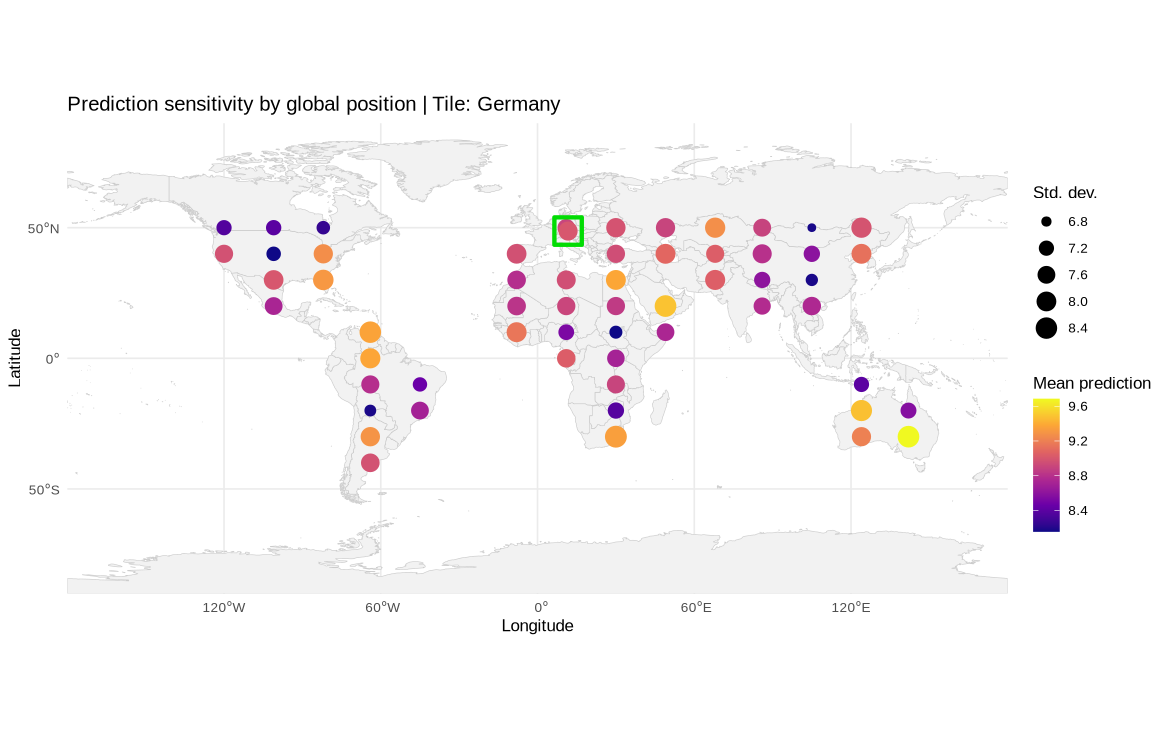 Prediction sensitivity by global position | Tile: Germany
Latitude
50°N
0°
50°S
120°W
60°W
0°
60°E
120°E
Longitude
Std. dev.
6.8
7.2
7.6
8.0
8.4
Mean prediction
9.6
9.2
8.8
8.4